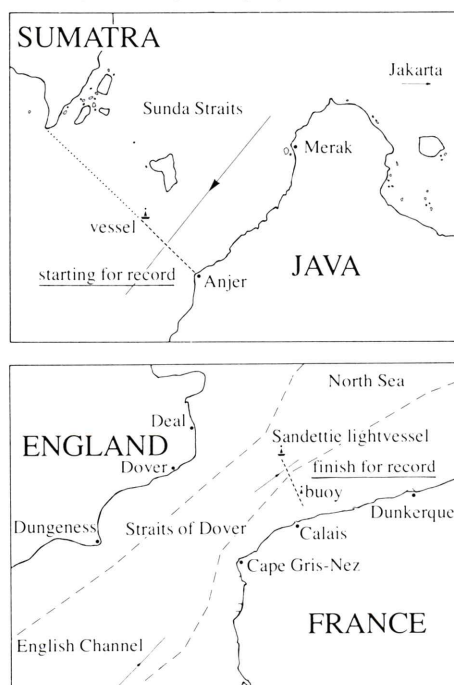 SUMATRA
Jakarta
Sunda Straits
Merak
vessel
starting for record
Anjer
JAVA
North Sea
Deal
Sandettic lightvessel
ENGLAND
Dover
finish for record
buoy
Dunkerque
Dungeness
Straits of Dover
Calais
Cape Gris-Nez
FRANCE
English Channel